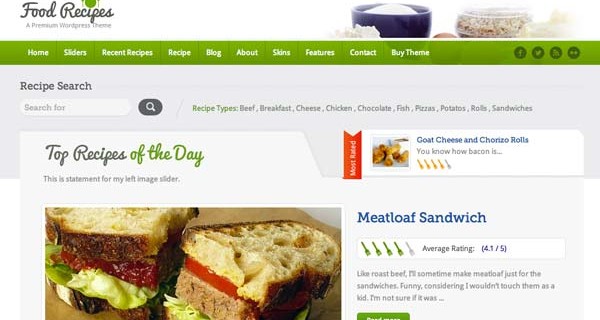 Food Recipes
A Premium Wordpress Theme
Home Sliders Recent Recipes Recipe Blog About Skins Features Contact Buy Theme
Recipe Search
Search for
Recipe Types: Beef , Breakfast , Cheese , Chicken , Chocolate , Fish , Pizzas , Potatos , Rolls , Sandwiches
Top Recipes of the Day
This is statement for my left image slider.
Most Rated
Goat Cheese and Chorizo Rolls
You know how bacon is...
Meatloaf Sandwich
Average Rating: (4.1 / 5)
Like roast beef, I'll sometime make meatloaf just for the
sandwiches. Funny, considering I wouldn't touch them as a
kid. I'm not sure if it was ...
Read more